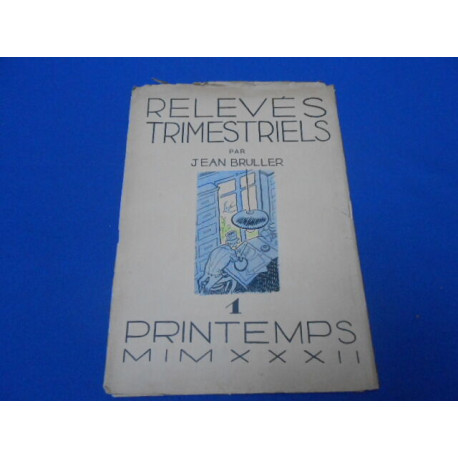 RELEVÉS
TRIMESTRIELS
PAR
JEAN BRULLER
1
PRINTEMPS
MIMXXXII